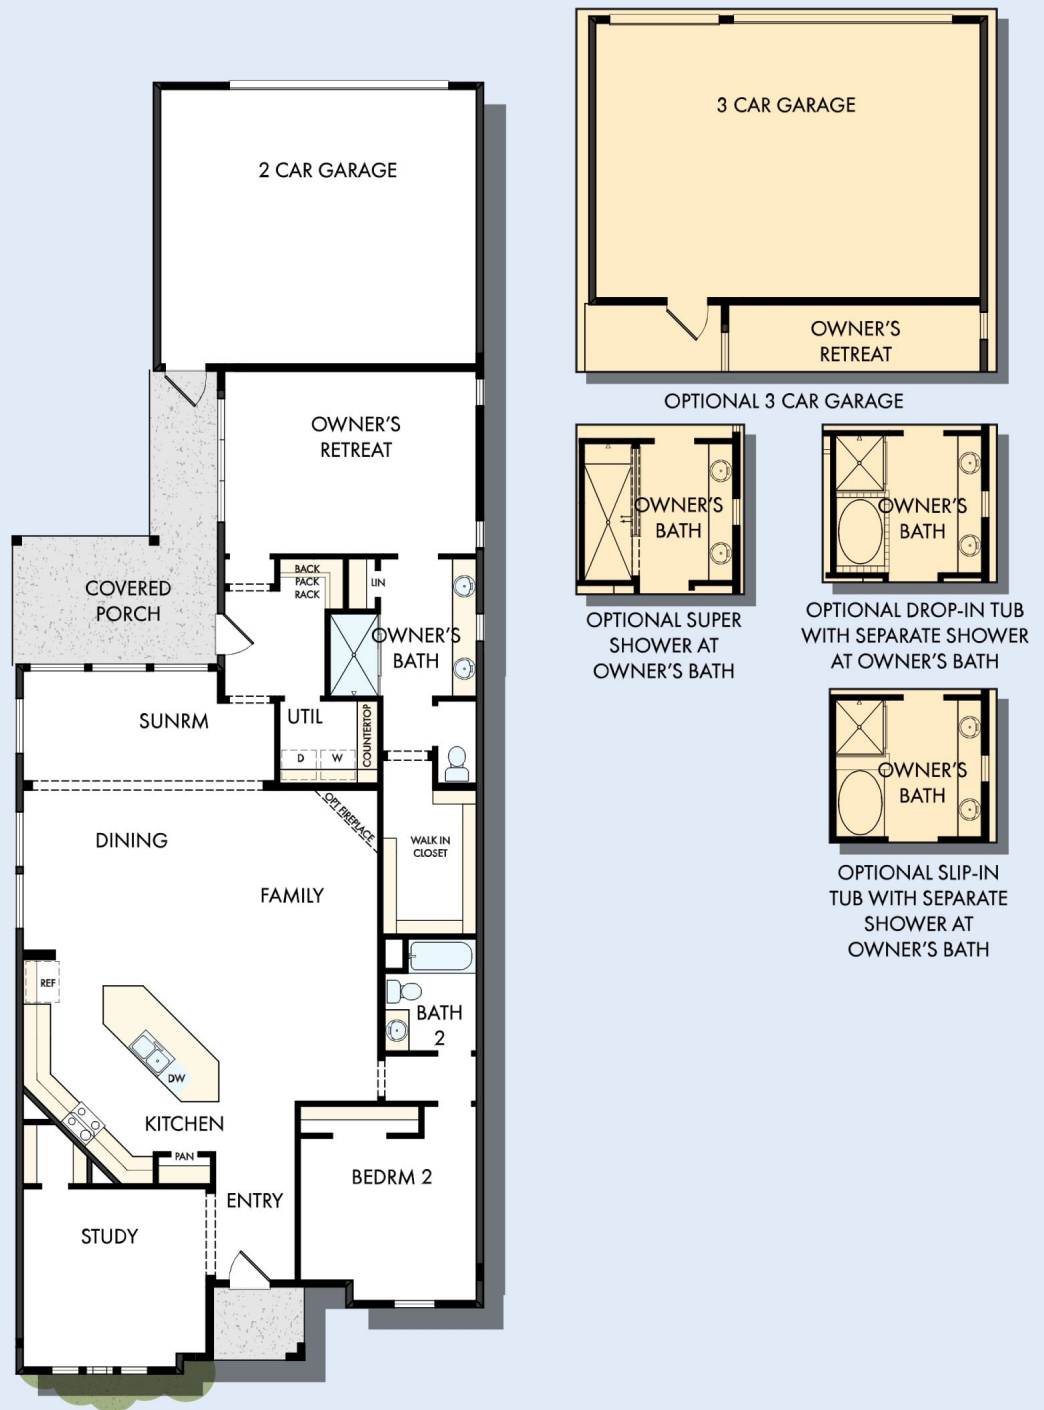 2 CAR GARAGE
OWNER'S
RETREAT
COVERED
PORCH
BACK
PACK
RACK
LIN
OWNER'S
BATH
SUNRM
UTIL
COUNTERTOP
D
W
OPT FIREPLACE
DINING
FAMILY
WALK IN
CLOSET
REF
BATH
2
DW
KITCHEN
PAN
ENTRY
BEDRM 2
STUDY
3 CAR GARAGE
OWNER'S
RETREAT
OPTIONAL 3 CAR GARAGE
OWNER'S
BATH
OPTIONAL SUPER
SHOWER AT
OWNER'S BATH
OWNER'S
BATH
OPTIONAL DROP-IN TUB
WITH SEPARATE SHOWER
AT OWNER'S BATH
OWNER'S
BATH
OPTIONAL SLIP-IN
TUB WITH SEPARATE
SHOWER AT
OWNER'S BATH